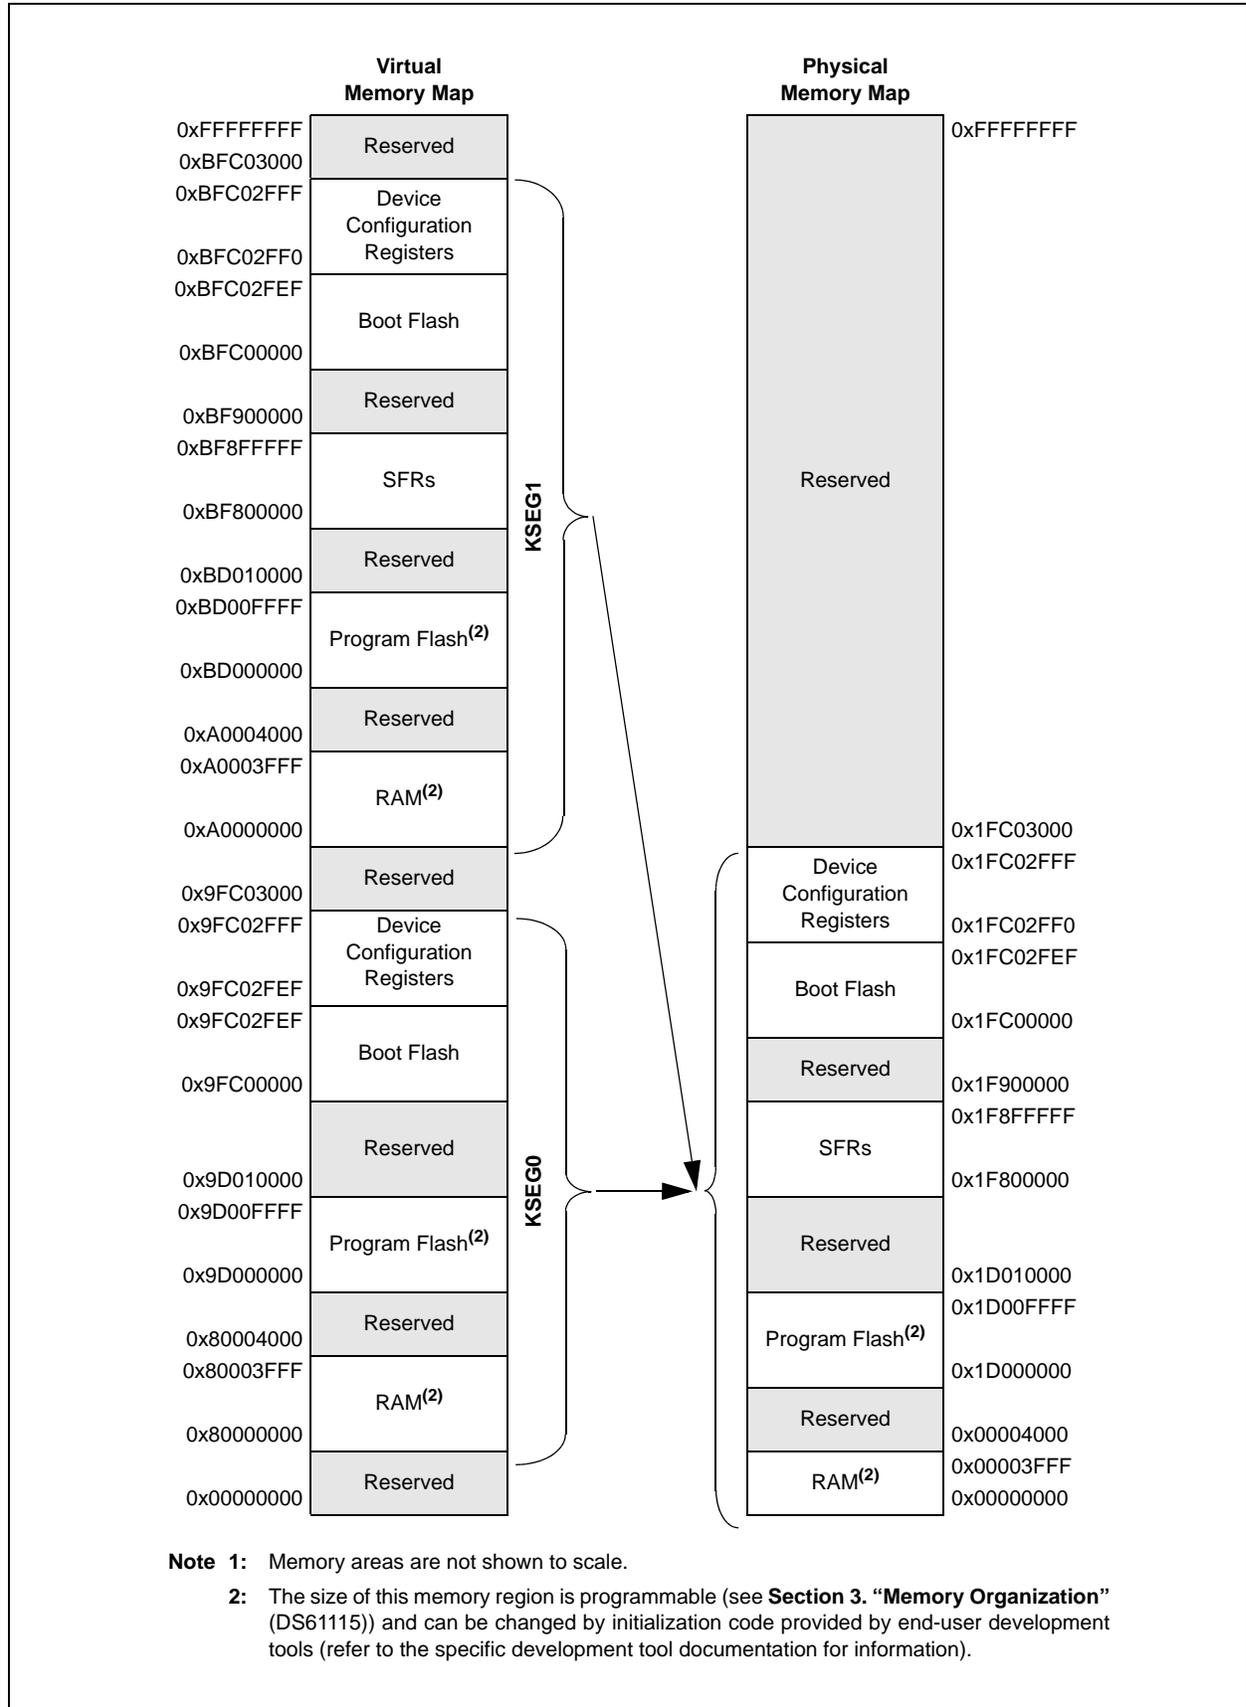 Virtual
Memory Map
0xFFFFFFFF
Reserved
0xBFC03000
0xBFC02FFF
Device
Configuration
Registers
0xBFC02FF0
0xBFC02FEF
Boot Flash
0xBFC00000
Reserved
0xBF900000
0xBF8FFFFF
SFRs
0xBF800000
Reserved
0xBD010000
0xBD00FFFF
Program Flash(2)
0xBD000000
Reserved
0xA0004000
0xA0003FFF
RAM(2)
0xA0000000
Reserved
0x9FC03000
0x9FC02FFF
Device
Configuration
Registers
0x9FC02FEF
0x9FC02FEF
Boot Flash
0x9FC00000
Reserved
0x9D010000
0x9D00FFFF
Program Flash(2)
0x9D000000
Reserved
0x80004000
0x80003FFF
RAM(2)
0x80000000
Reserved
0x00000000
KSEG1
KSEG0
Physical
Memory Map
0xFFFFFFFF
Reserved
0x1FC03000
0x1FC02FFF
Device
Configuration
Registers
0x1FC02FF0
0x1FC02FEF
Boot Flash
0x1FC00000
Reserved
0x1F900000
0x1F8FFFFF
SFRs
0x1F800000
Reserved
0x1D010000
0x1D00FFFF
Program Flash(2)
0x1D000000
Reserved
0x00004000
0x00003FFF
RAM(2)
0x00000000
Note 1: Memory areas are not shown to scale.
2: The size of this memory region is programmable (see Section 3. “Memory Organization”
(DS61115)) and can be changed by initialization code provided by end-user development
tools (refer to the specific development tool documentation for information).